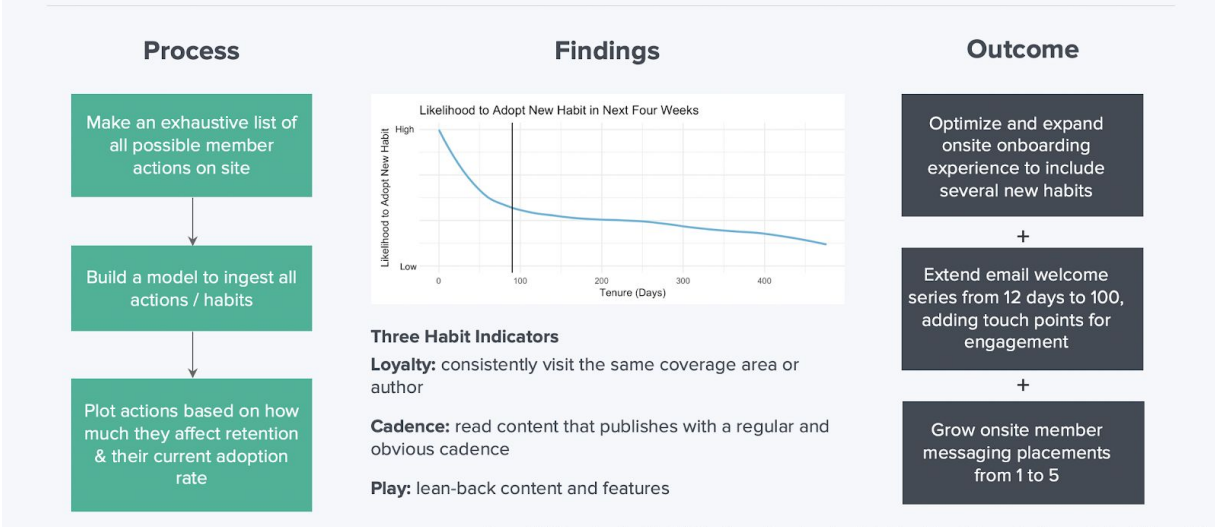 Process
Make an exhaustive list of
all possible member
actions on site
Build a model to ingest all
actions / habits
Plot actions based on how
much they affect retention
& their current adoption
rate
Findings
Likelihood to Adopt New Habit in Next Four Weeks
Likelihood to Adopt New Habit
High
Low
0 100 200 300 400
Tenure (Days)
Three Habit Indicators
Loyalty: consistently visit the same coverage area or
author
Cadence: read content that publishes with a regular and
obvious cadence
Play: lean-back content and features
Outcome
Optimize and expand
onsite onboarding
experience to include
several new habits
+
Extend email welcome
series from 12 days to 100,
adding touch points for
engagement
+
Grow onsite member
messaging placements
from 1 to 5